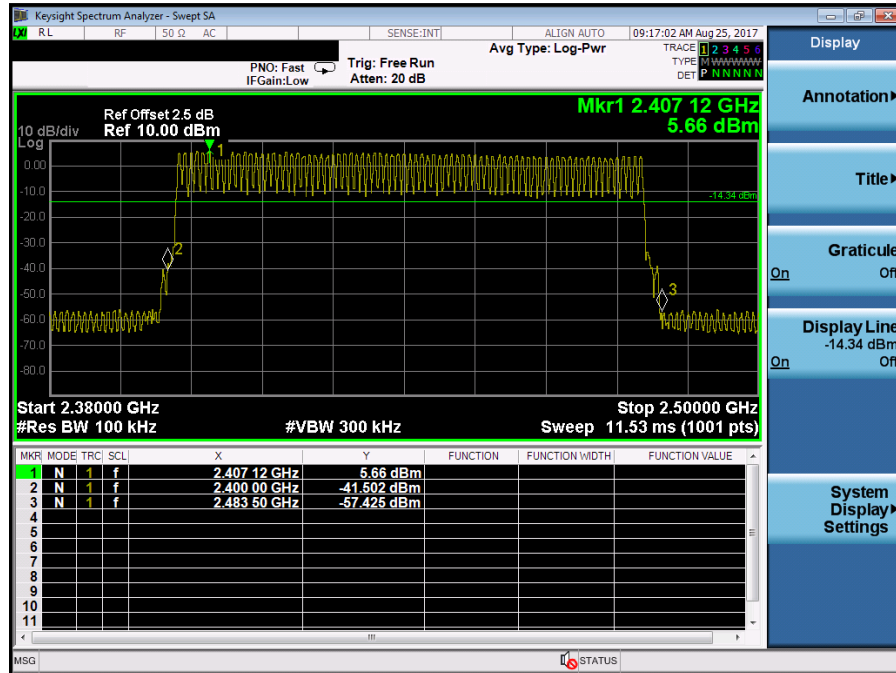 Keysight Spectrum Analyzer - Swept SA
LXI RL RF 50 Ω AC SENSE:INT ALIGN AUTO 09:17:02 AM Aug 25, 2017
PNO: Fast
IFGain:Low
Trig: Free Run
Atten: 20 dB
Avg Type: Log-Pwr
TRACE 1 2 3 4 5 6
TYPE M WWWWW
DET P N N N N N
Mkr1 2.407 12 GHz
5.66 dBm
Ref Offset 2.5 dB
10 dB/div Ref 10.00 dBm
Log
1
0.00
-10.0
-14.34 dBm
-20.0
-30.0
2
-40.0
-50.0
3
-60.0
-70.0
-80.0
Start 2.38000 GHz Stop 2.50000 GHz
#Res BW 100 kHz #VBW 300 kHz Sweep 11.53 ms (1001 pts)
MKR MODE TRC SCL X Y FUNCTION FUNCTION WIDTH FUNCTION VALUE
1 N 1 f 2.407 12 GHz 5.66 dBm
2 N 1 f 2.400 00 GHz -41.502 dBm
3 N 1 f 2.483 50 GHz -57.425 dBm
4
5
6
7
8
9
10
11
MSG STATUS
Display
Annotation
Title
Graticule
On Off
Display Line
-14.34 dBm
On Off
System
Display
Settings